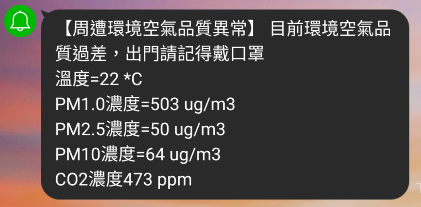 【周遭環境空氣品質異常】 目前環境空氣品
質過差，出門請記得戴口罩
溫度=22 *C
PM1.0濃度=503 ug/m3
PM2.5濃度=50 ug/m3
PM10濃度=64 ug/m3
CO2濃度473 ppm